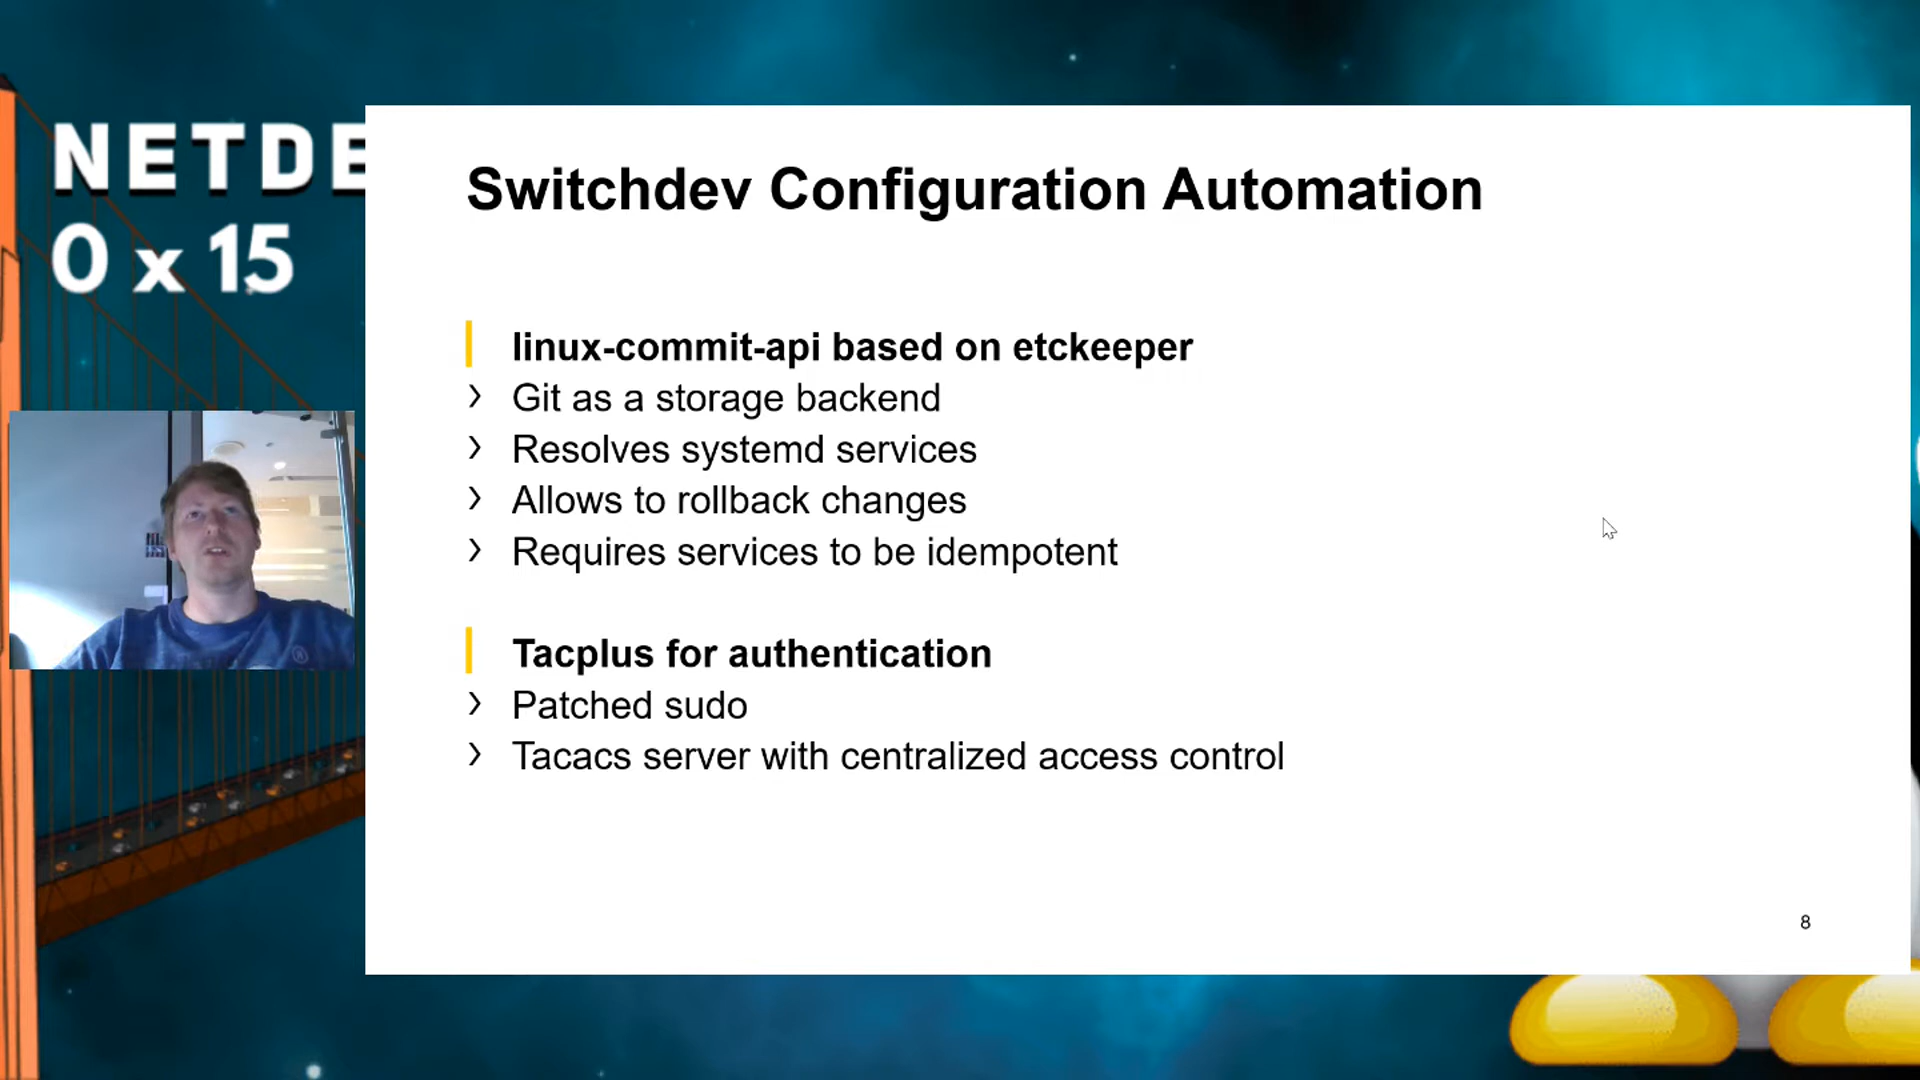 NETDE
0 x 15
Switchdev Configuration Automation
linux-commit-api based on etckeeper
› Git as a storage backend
› Resolves systemd services
› Allows to rollback changes
› Requires services to be idempotent
Tacplus for authentication
› Patched sudo
› Tacacs server with centralized access control
8